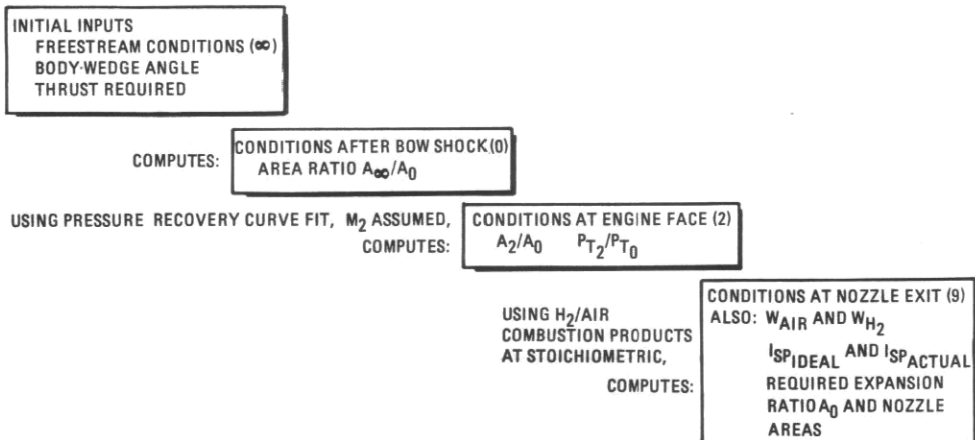 INITIAL INPUTS
FREESTREAM CONDITIONS (∞)
BODY-WEDGE ANGLE
THRUST REQUIRED
COMPUTES:
CONDITIONS AFTER BOW SHOCK(0)
AREA RATIO A∞/A0
USING PRESSURE RECOVERY CURVE FIT, M2 ASSUMED,
COMPUTES:
CONDITIONS AT ENGINE FACE (2)
A2/A0 PT2/PT0
USING H2/AIR
COMBUSTION PRODUCTS
AT STOICHIOMETRIC,
COMPUTES:
CONDITIONS AT NOZZLE EXIT (9)
ALSO: WAIR AND WH2
ISPIDEAL AND ISPACTUAL
REQUIRED EXPANSION
RATIO A0 AND NOZZLE
AREAS